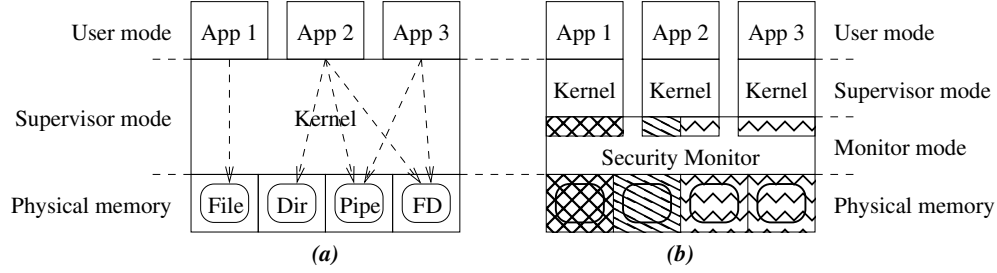 User mode App 1 App 2 App 3 App 1 App 2 App 3 User mode
Kernel Kernel Kernel Supervisor mode
Supervisor mode Kernel
Security Monitor Monitor mode
Physical memory File Dir Pipe FD Physical memory
(a) (b)